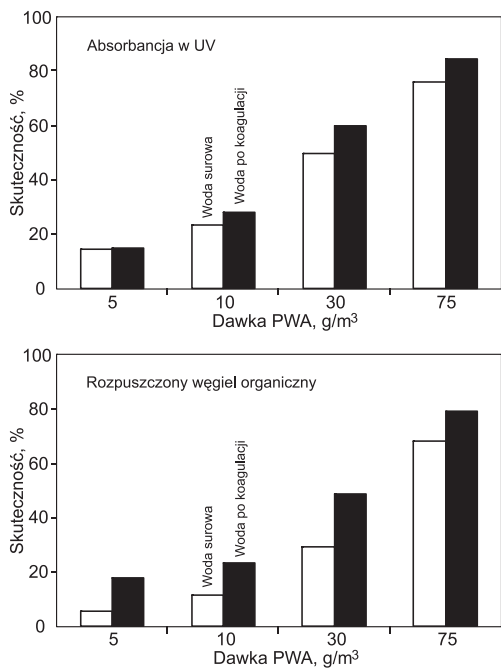 100
Absorbancja w UV
80
60
40
20
0
Skuteczność, %
Woda surowa
Woda po koagulacji
5 10 30 75
Dawka PWA, g/m³
100
Rozpuszczony węgiel organiczny
80
60
40
20
0
Skuteczność, %
Woda surowa
Woda po koagulacji
5 10 30 75
Dawka PWA, g/m³